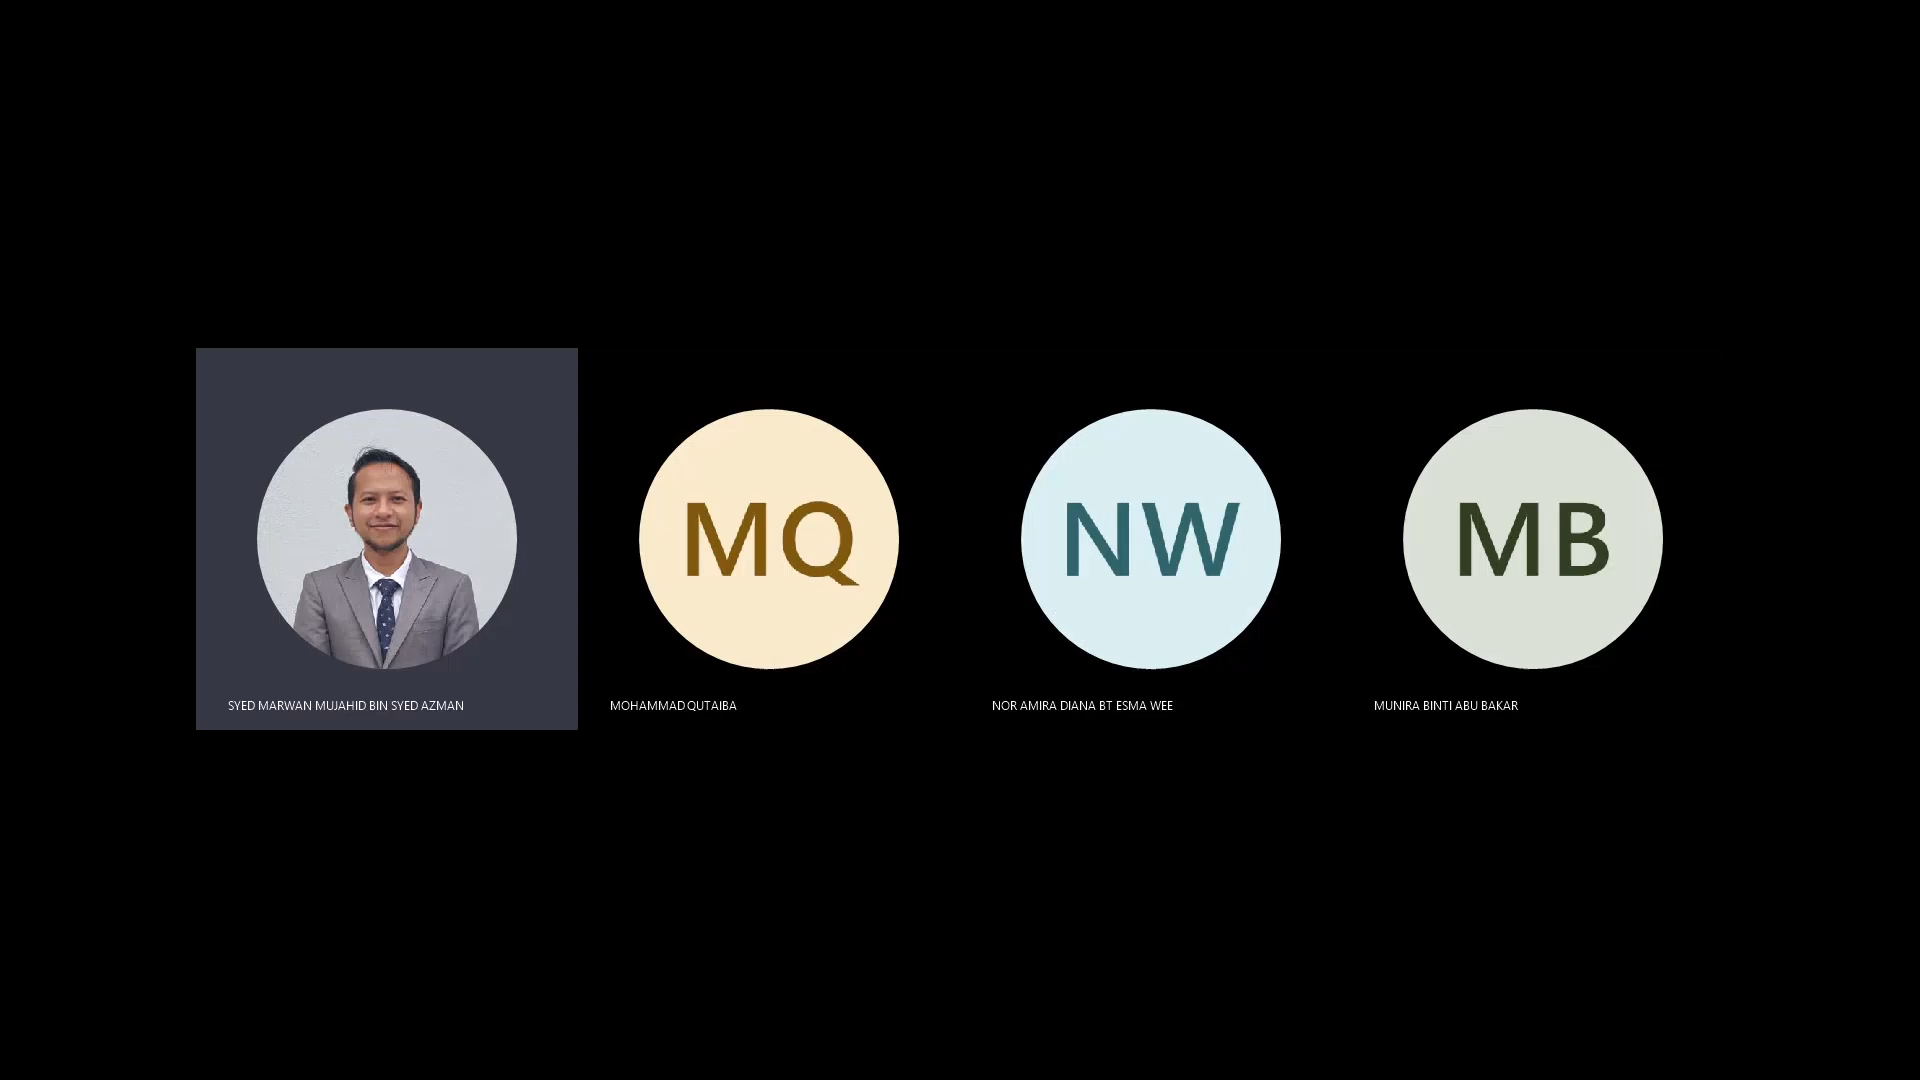 MQ
NW
MB
SYED MARWAN MUJAHID BIN SYED AZMAN
MOHAMMAD QUTAIBA
NOR AMIRA DIANA BT ESMA WEE
MUNIRA BINTI ABU BAKAR